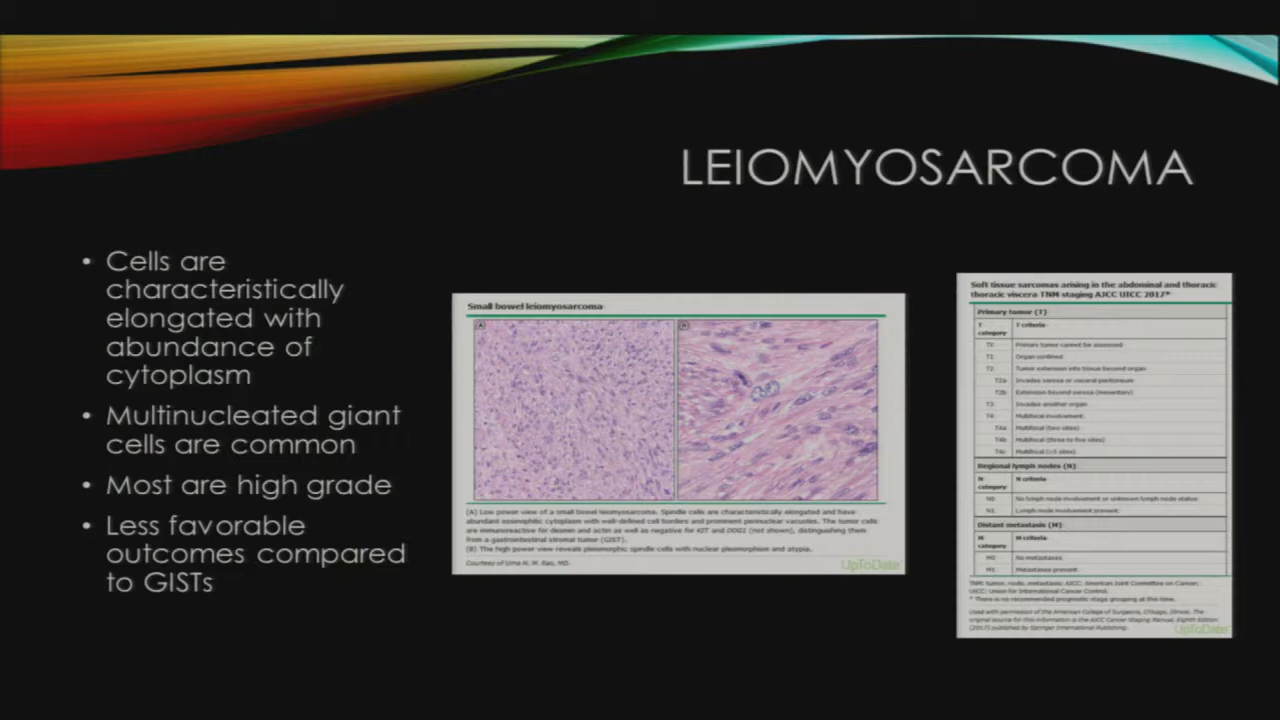 LEIOMYOSARCOMA
• Cells are
characteristically
elongated with
abundance of
cytoplasm
• Multinucleated giant
cells are common
• Most are high grade
• Less favorable
outcomes compared
to GISTs
Small bowel leiomyosarcoma
(A) Low power view of a small bowel leiomyosarcoma. Spindle cells are characteristically elongated and have
abundant eosinophilic cytoplasm with well-defined cell borders and prominent perinuclear vacuoles. The tumor cells
are immunoreactive for desmin and actin as well as negative for KIT and DOG1 (not shown), distinguishing them
from a gastrointestinal stromal tumor (GIST).
(B) The high power view reveals pleiomorphic spindle cells with nuclear pleomorphism and atypia.
Courtesy of Uma N. M. Rao, MD.
UpToDate
Soft tissue sarcomas arising in the abdominal and thoracic
thoracic viscera TNM staging AJCC UICC 2017*
Primary tumor (T)
T category T criteria
TX Primary tumor cannot be assessed
T1 Organ confined
T2 Tumor extension into tissue beyond organ
T2a Invades serosa or visceral peritoneum
T2b Extension beyond serosa (mesentery)
T3 Invades another organ
T4 Multifocal involvement
T4a Multifocal (two sites)
T4b Multifocal (three to five sites)
T4c Multifocal (>5 sites)
Regional lymph nodes (N)
N category N criteria
N0 No lymph node involvement or unknown lymph node status
N1 Lymph node involvement present
Distant metastasis (M)
M category M criteria
M0 No metastases
M1 Metastases present
TNM: tumor, node, metastasis; AJCC: American Joint Committee on Cancer;
UICC: Union for International Cancer Control.
* There is no recommended prognostic stage grouping at this time.
Used with permission of the American College of Surgeons, Chicago, Illinois. The
original source for this information is the AJCC Cancer Staging Manual, Eighth Edition
(2017) published by Springer International Publishing.
UpToDate